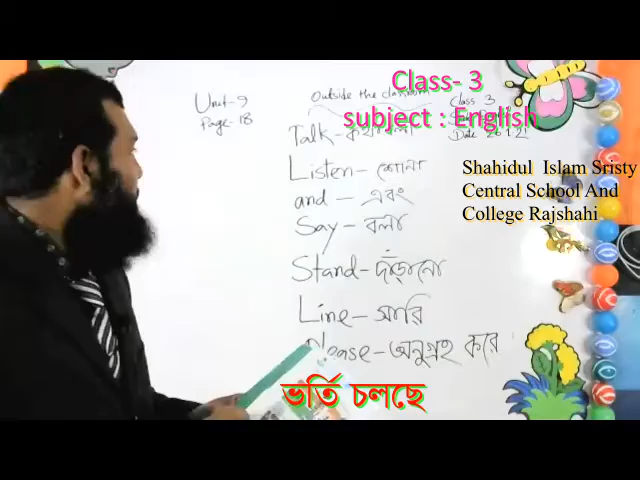 Class- 3
subject : English
Shahidul Islam Sristy
Central School And
College Rajshahi
Unit-9
Page-18
Outside the classroom
Class 3
Date 26.1.21
Talk-কথা বলা
Listen-শোনা
and-এবং
Say-বলা
Stand-দাঁড়ানো
Line-সারি
Please-অনুগ্রহ করে
ভর্তি চলছে